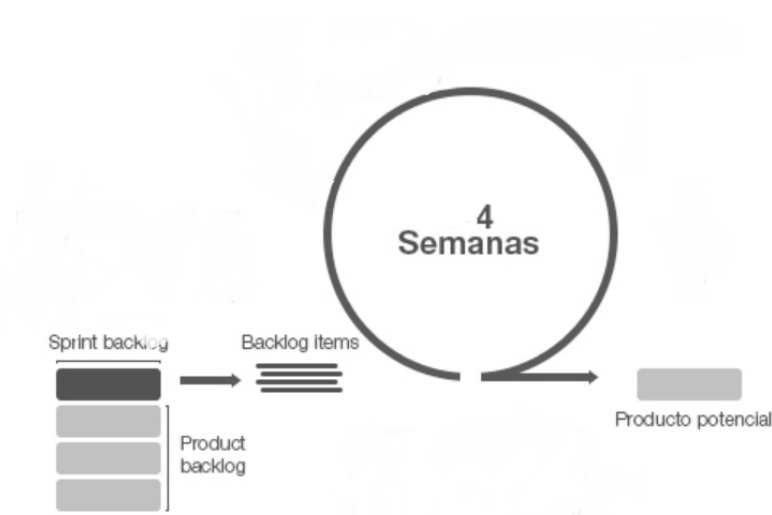 4
Semanas
Sprint backlog
Backlog items
Product
backlog
Producto potencial